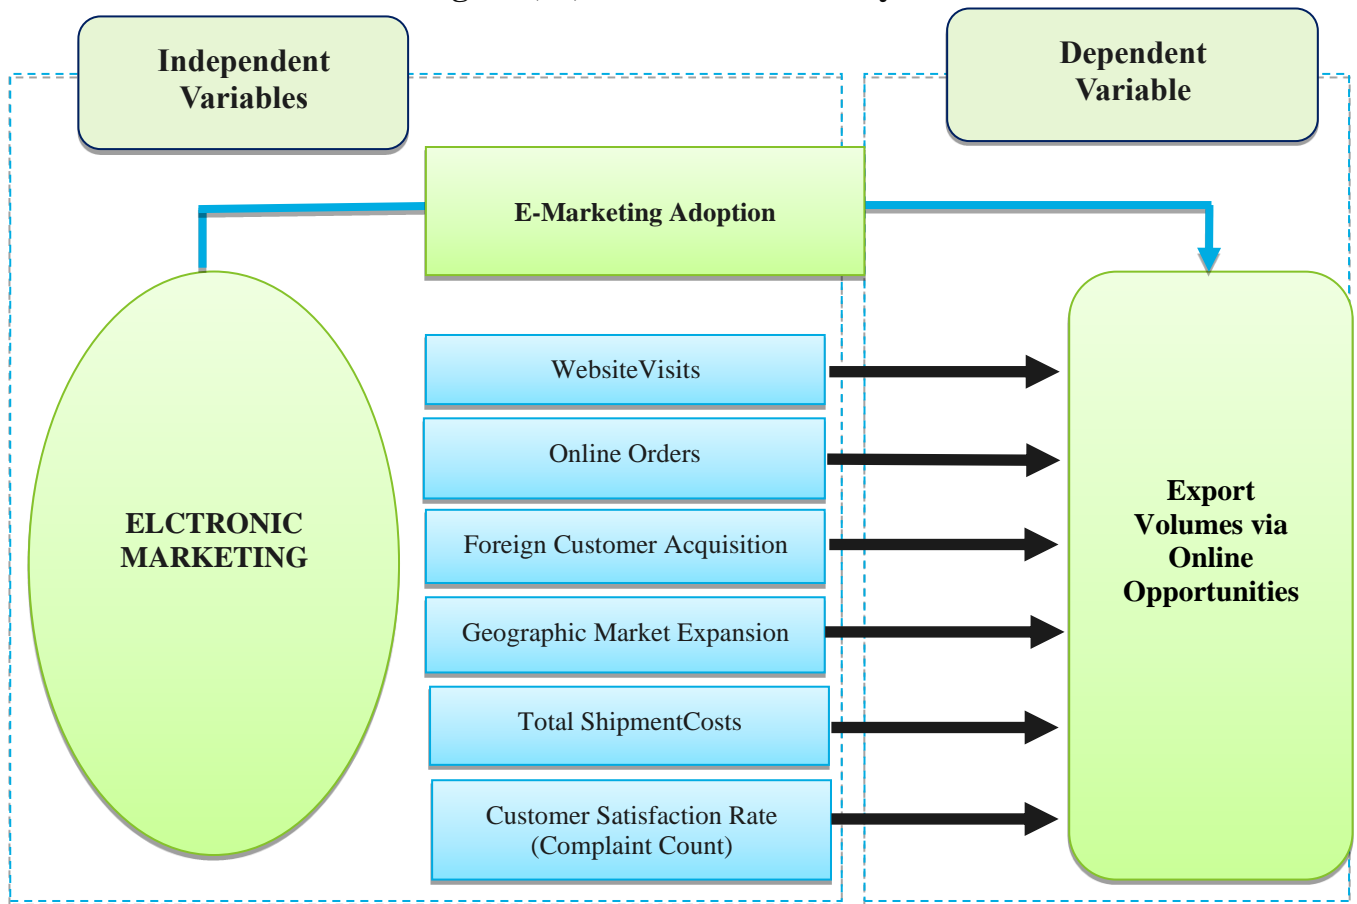 Independent
Variables
Dependent
Variable
E-Marketing Adoption
ELCTRONIC
MARKETING
WebsiteVisits
Online Orders
Foreign Customer Acquisition
Geographic Market Expansion
Total ShipmentCosts
Customer Satisfaction Rate
(Complaint Count)
Export
Volumes via
Online
Opportunities